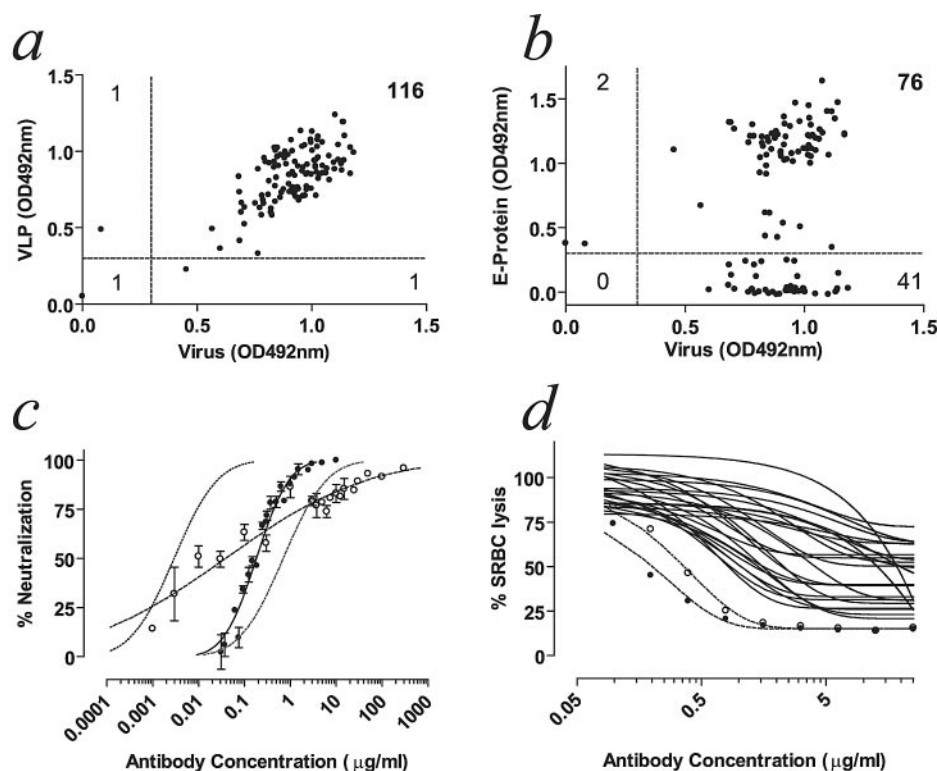 a
VLP (OD492nm)
1.5
1.0
0.5
0.0
1
116
1
1
0.0 0.5 1.0 1.5
Virus (OD492nm)
b
E-Protein (OD492nm)
1.5
1.0
0.5
0.0
2
76
0
41
0.0 0.5 1.0 1.5
Virus (OD492nm)
c
% Neutralization
100
75
50
25
0
0.0001 0.001 0.01 0.1 1 10 100 1000
Antibody Concentration ( μg/ml)
d
% SRBC lysis
100
75
50
25
0
0.05 0.5 5
Antibody Concentration ( μg/ml)